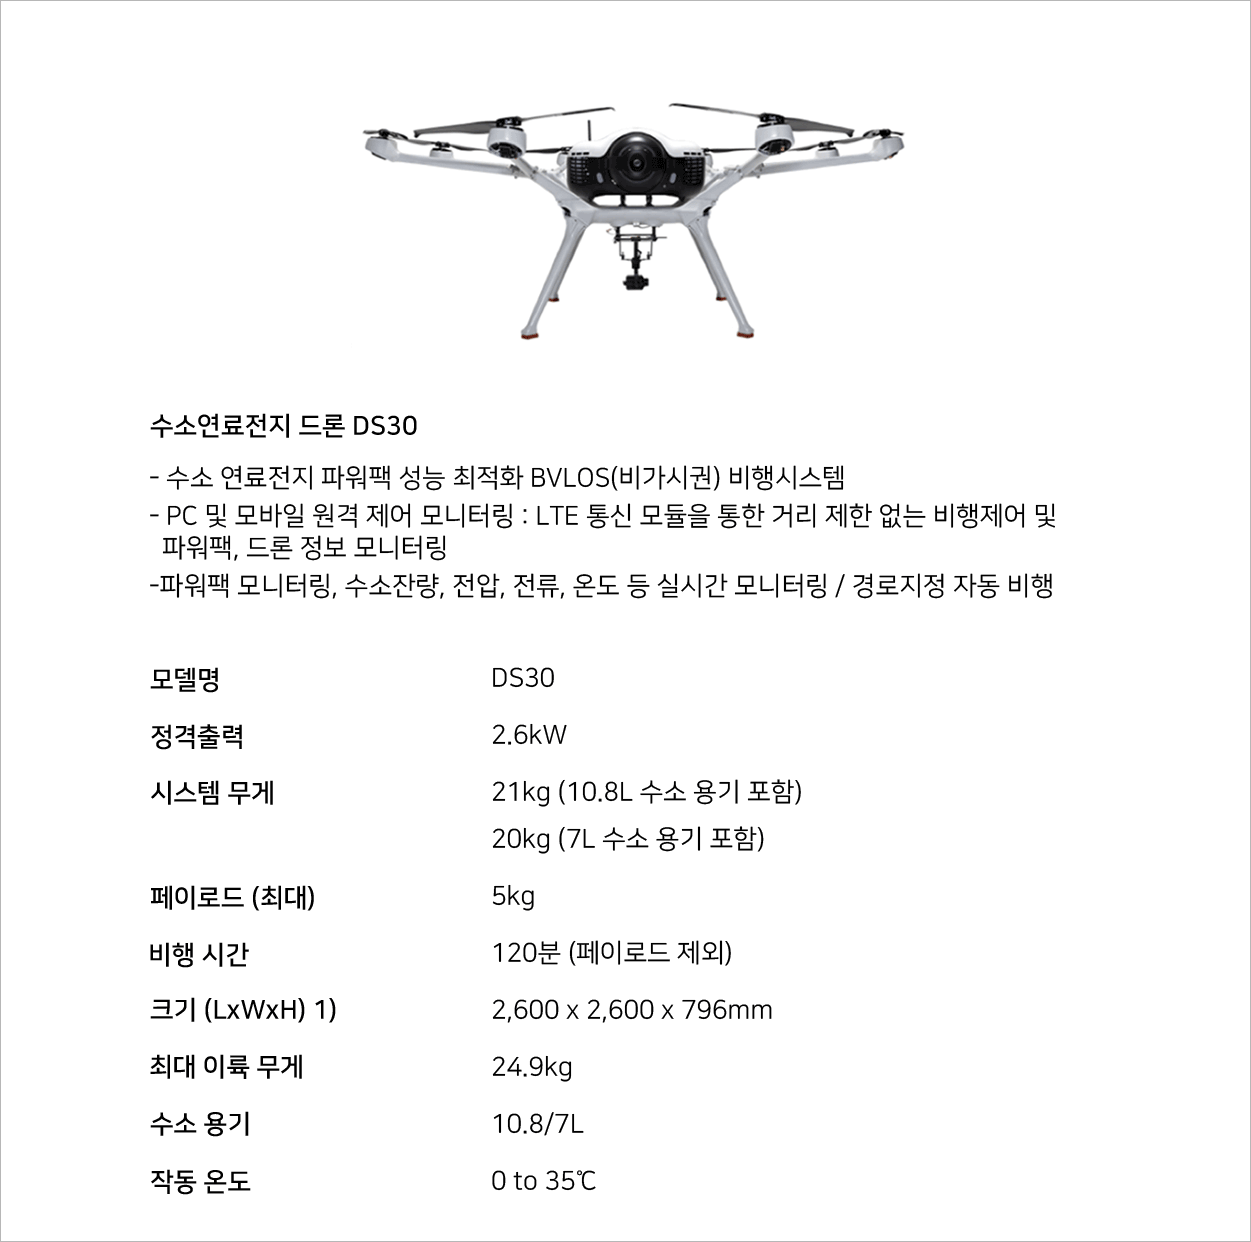 수소연료전지 드론 DS30
- 수소 연료전지 파워팩 성능 최적화 BVLOS(비가시권) 비행시스템
- PC 및 모바일 원격 제어 모니터링 : LTE 통신 모듈을 통한 거리 제한 없는 비행제어 및
파워팩, 드론 정보 모니터링
-파워팩 모니터링, 수소잔량, 전압, 전류, 온도 등 실시간 모니터링 / 경로지정 자동 비행
모델명 DS30
정격출력 2.6kW
시스템 무게 21kg (10.8L 수소 용기 포함)
20kg (7L 수소 용기 포함)
페이로드 (최대) 5kg
비행 시간 120분 (페이로드 제외)
크기 (LxWxH) 1) 2,600 x 2,600 x 796mm
최대 이륙 무게 24.9kg
수소 용기 10.8/7L
작동 온도 0 to 35℃